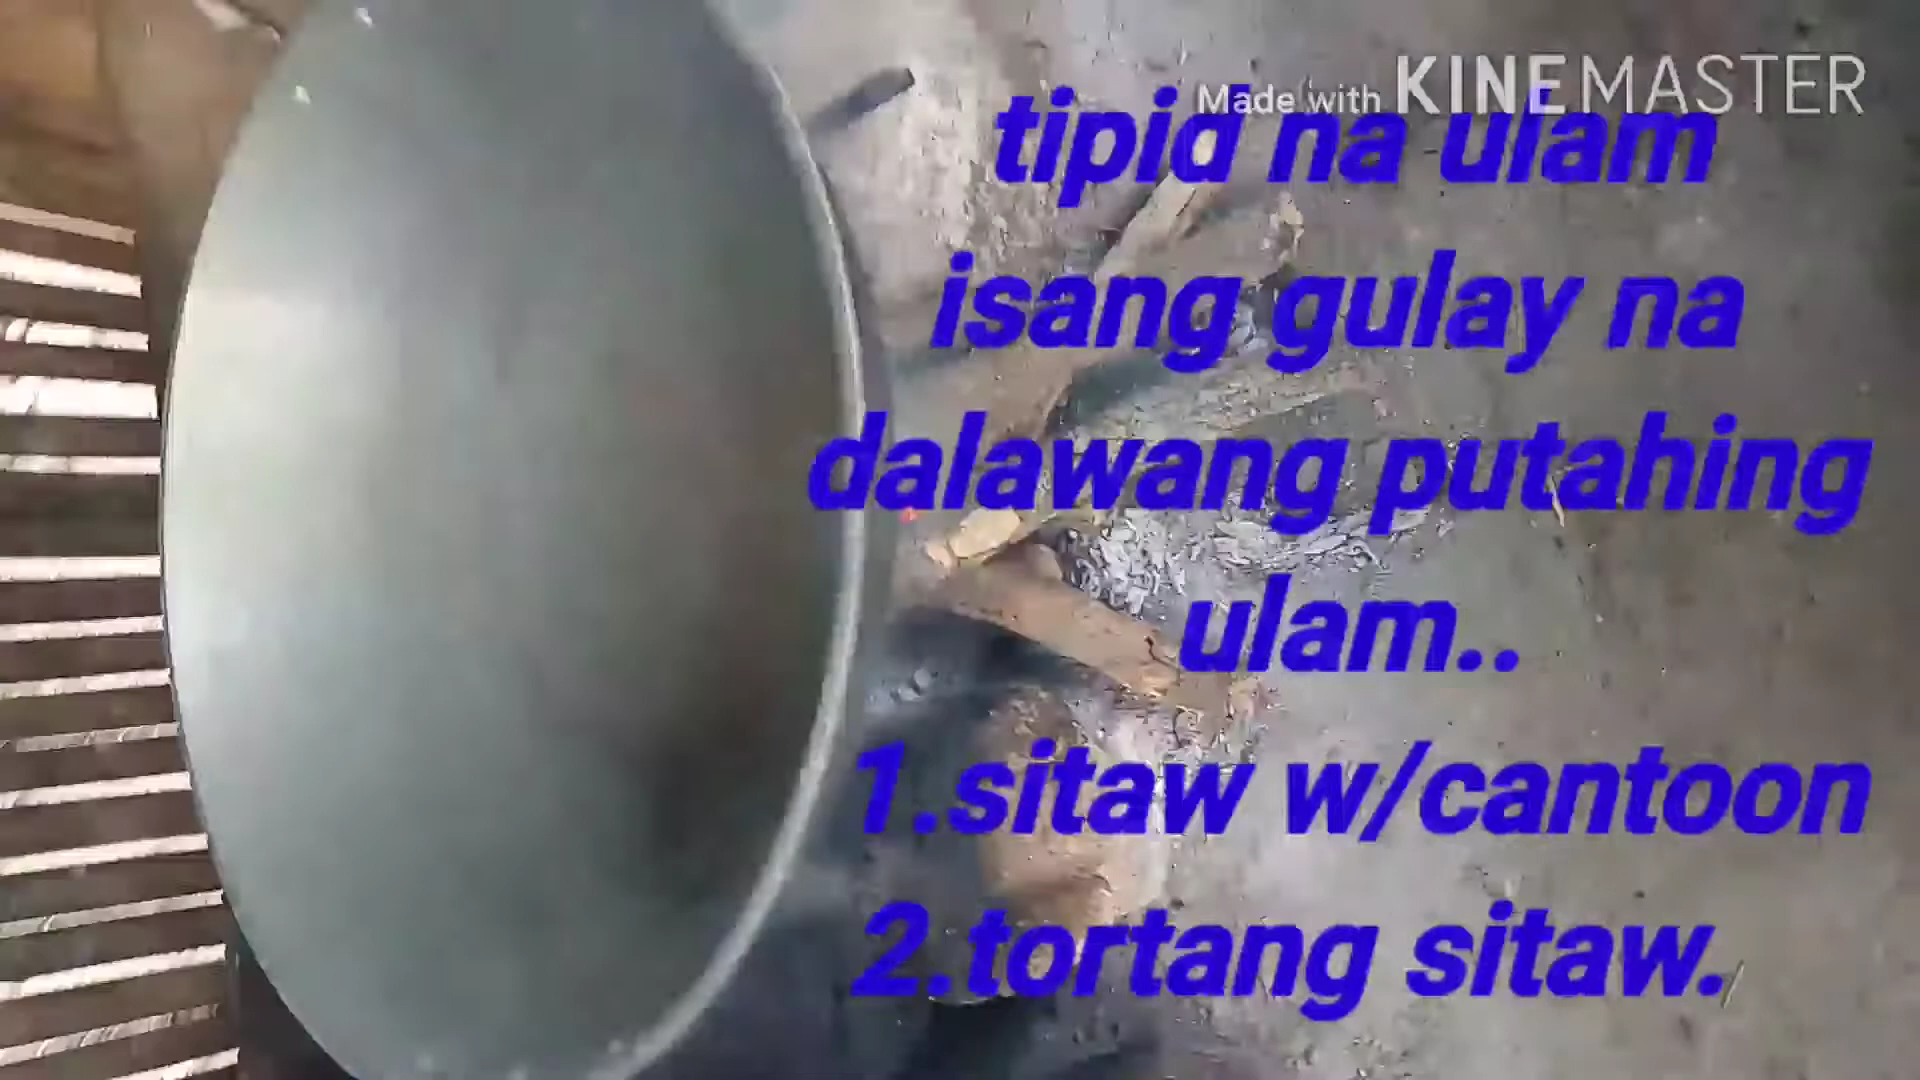 Made with KINEMASTER
tipid na ulam
isang gulay na
dalawang putahing
ulam..
1.sitaw w/cantoon
2.tortang sitaw.